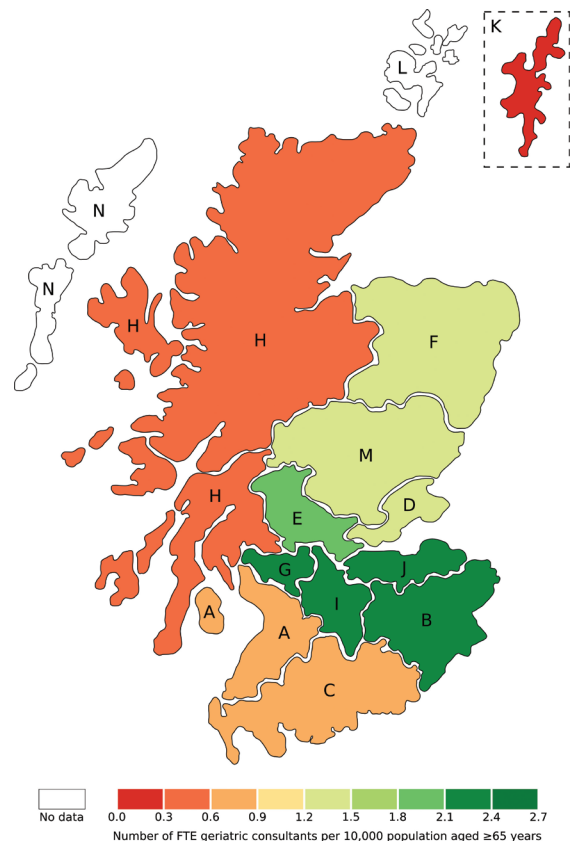 K
L
N
N
H
H
F
M
H
D
E
G
J
A
I
A
B
C
No data
0.0 0.3 0.6 0.9 1.2 1.5 1.8 2.1 2.4 2.7
Number of FTE geriatric consultants per 10,000 population aged ≥65 years